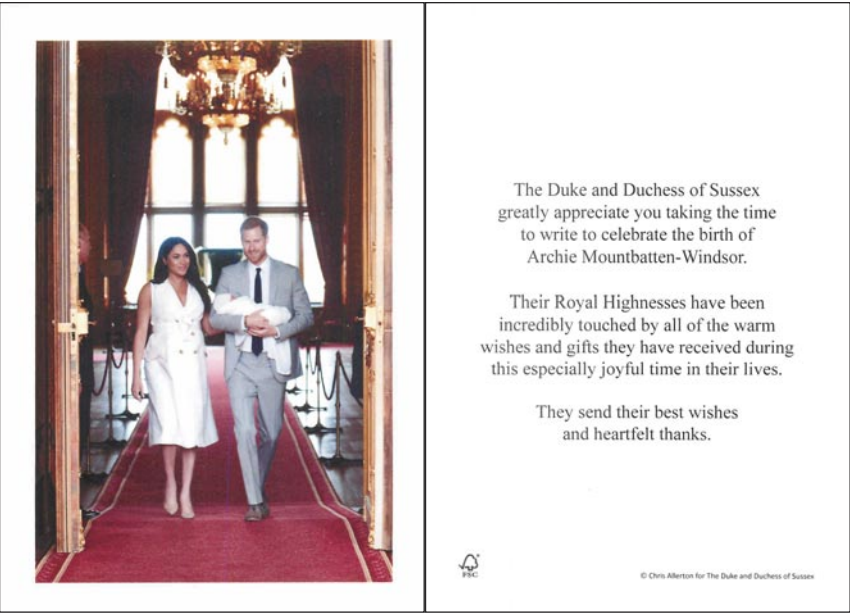 The Duke and Duchess of Sussex
greatly appreciate you taking the time
to write to celebrate the birth of
Archie Mountbatten-Windsor.
Their Royal Highnesses have been
incredibly touched by all of the warm
wishes and gifts they have received during
this especially joyful time in their lives.
They send their best wishes
and heartfelt thanks.
FSC
© Chris Allerton for The Duke and Duchess of Sussex